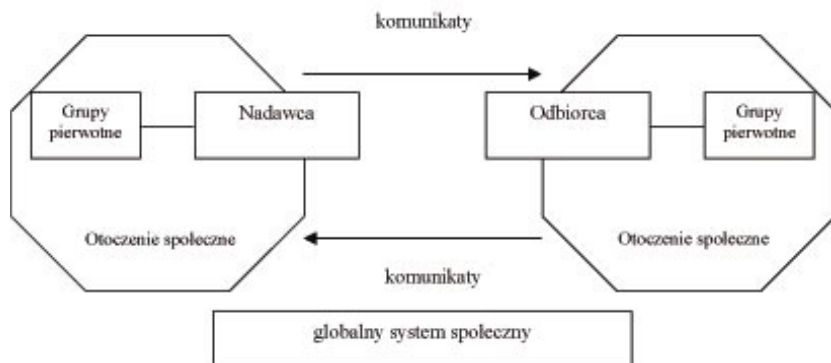 komunikaty
Grupy
pierwotne
Nadawca
Odbiorca
Grupy
pierwotne
Otoczenie społeczne
Otoczenie społeczne
komunikaty
globalny system społeczny